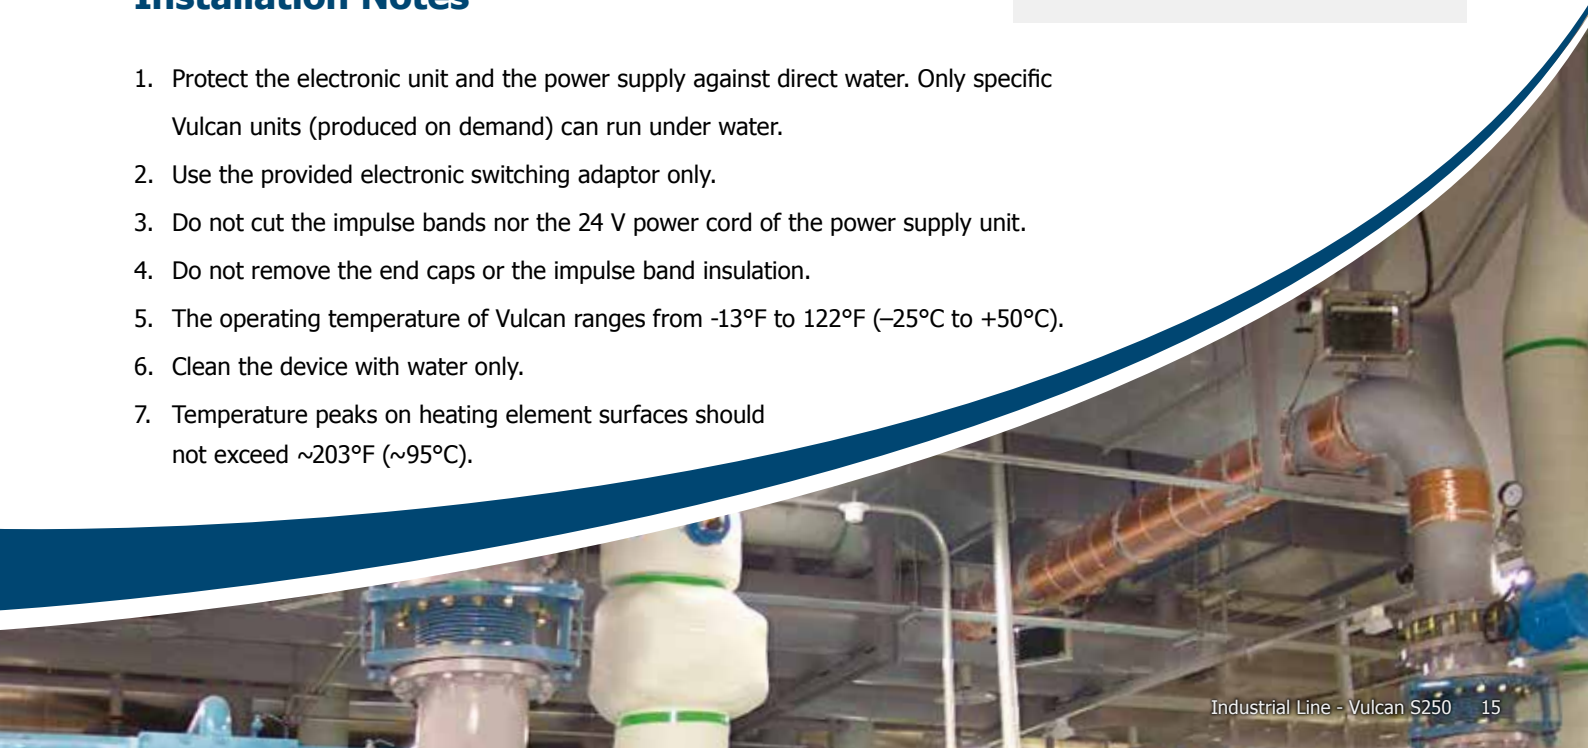 Installation Notes
1. Protect the electronic unit and the power supply against direct water. Only specific
Vulcan units (produced on demand) can run under water.
2. Use the provided electronic switching adaptor only.
3. Do not cut the impulse bands nor the 24 V power cord of the power supply unit.
4. Do not remove the end caps or the impulse band insulation.
5. The operating temperature of Vulcan ranges from -13°F to 122°F (–25°C to +50°C).
6. Clean the device with water only.
7. Temperature peaks on heating element surfaces should
not exceed ~203°F (~95°C).
Industrial Line - Vulcan S250 15